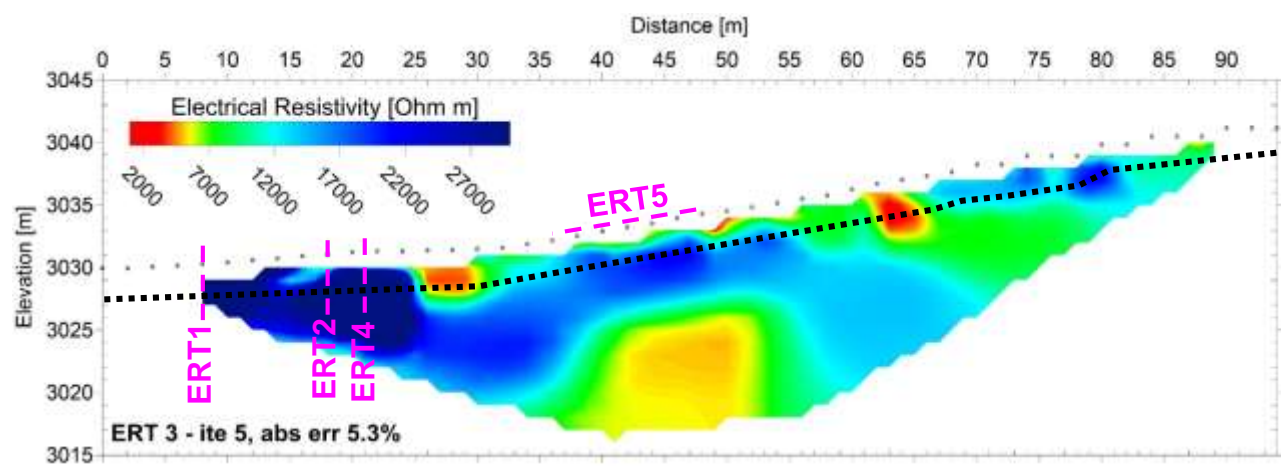 Distance [m]
0 5 10 15 20 25 30 35 40 45 50 55 60 65 70 75 80 85 90
3045
Electrical Resistivity [Ohm m]
3040
2000 7000 12000 17000 22000 27000
ERT5
3035
Elevation [m]
3030
3025
ERT1
ERT2
ERT4
3020
ERT 3 - ite 5, abs err 5.3%
3015